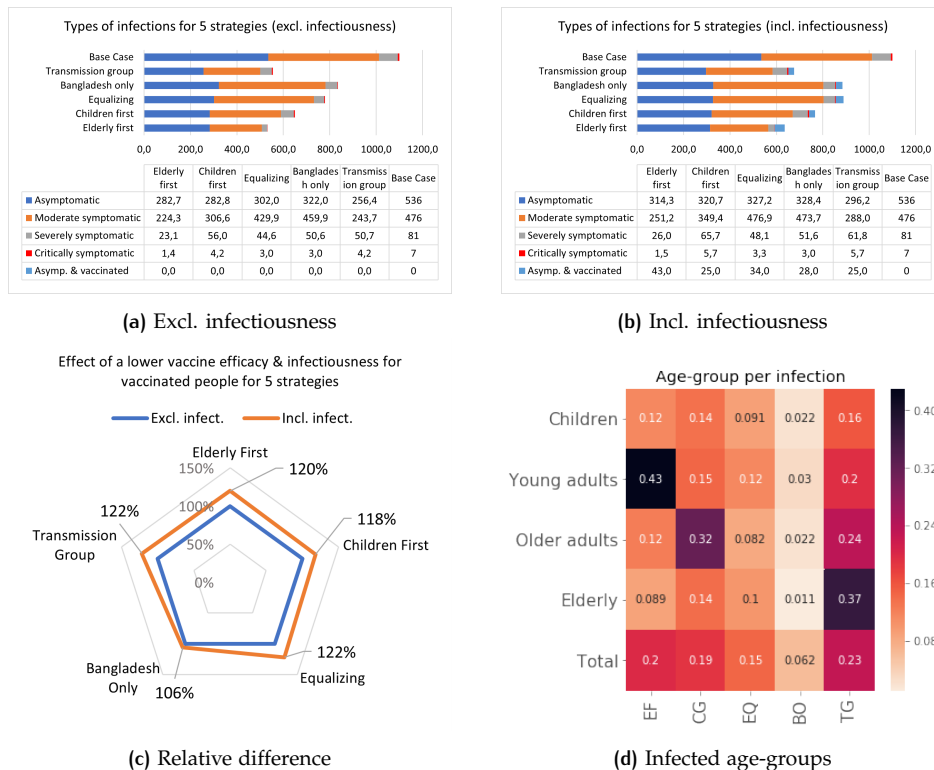 Types of infections for 5 strategies (excl. infectiousness)
Base Case
Transmission group
Bangladesh only
Equalizing
Children first
Elderly first
0,0 200,0 400,0 600,0 800,0 1000,0 1200,0
Elderly first Children first Equalizing Banglades h only Transmiss ion group Base Case
Asymptomatic 282,7 282,8 302,0 322,0 256,4 536
Moderate symptomatic 224,3 306,6 429,9 459,9 243,7 476
Severely symptomatic 23,1 56,0 44,6 50,6 50,7 81
Critically symptomatic 1,4 4,2 3,0 3,0 4,2 7
Asymp. & vaccinated 0,0 0,0 0,0 0,0 0,0 0
(a) Excl. infectiousness
Types of infections for 5 strategies (incl. infectiousness)
Base Case
Transmission group
Bangladesh only
Equalizing
Children first
Elderly first
0,0 200,0 400,0 600,0 800,0 1000,0 1200,0
Elderly first Children first Equalizing Banglades h only Transmiss ion group Base Case
Asymptomatic 314,3 320,7 327,2 328,4 296,2 536
Moderate symptomatic 251,2 349,4 476,9 473,7 288,0 476
Severely symptomatic 26,0 65,7 48,1 51,6 61,8 81
Critically symptomatic 1,5 5,7 3,3 3,0 5,7 7
Asymp. & vaccinated 43,0 25,0 34,0 28,0 25,0 0
(b) Incl. infectiousness
Effect of a lower vaccine efficacy & infectiousness for
vaccinated people for 5 strategies
Excl. infect. Incl. infect.
Elderly First
150%
120%
100%
122%
118%
Transmission
Group
Children First
50%
0%
Bangladesh
Only
122%
Equalizing
106%
(c) Relative difference
Age-group per infection
Children 0.12 0.14 0.091 0.022 0.16
Young adults 0.43 0.15 0.12 0.03 0.2
Older adults 0.12 0.32 0.082 0.022 0.24
Elderly 0.089 0.14 0.1 0.011 0.37
Total 0.2 0.19 0.15 0.062 0.23
EF CG EQ BO TG
0.40
0.32
0.24
0.16
0.08
(d) Infected age-groups